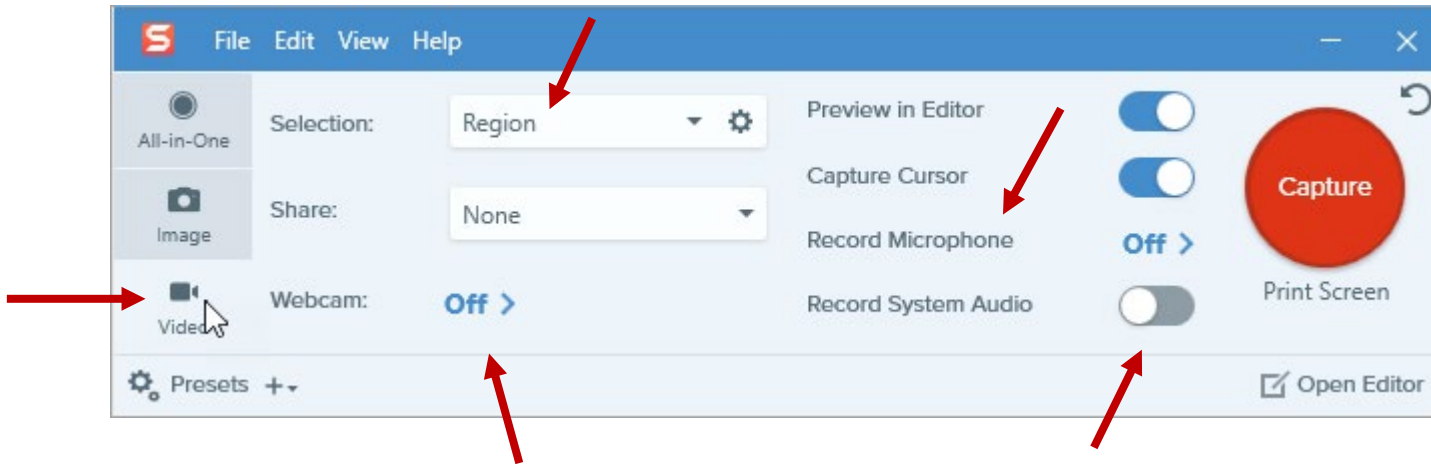 S File Edit View Help
All-in-One
Image
Video
Selection: Region
Share: None
Webcam: Off >
Preview in Editor
Capture Cursor
Record Microphone Off >
Record System Audio
Capture
Print Screen
Presets +
Open Editor